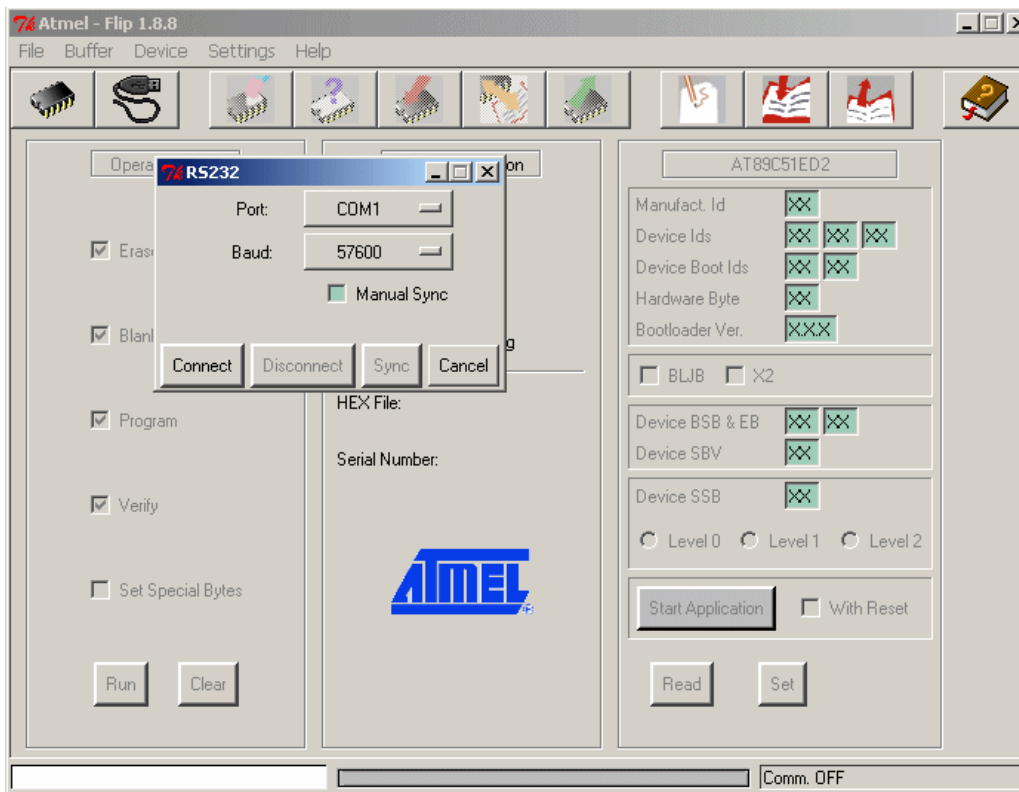 Atmel - Flip 1.8.8
File Buffer Device Settings Help
RS232
Port: COM1
Baud: 57600
Manual Sync
Connect Disconnect Sync Cancel
Program
Verify
Set Special Bytes
Run Clear
HEX File:
Serial Number:
ATMEL
AT89C51ED2
Manufact. Id XX
Device Ids XX XX XX
Device Boot Ids XX XX
Hardware Byte XX
Bootloader Ver. X.X.X
BLJB X2
Device BSB & EB XX XX
Device SBV XX
Device SSB XX
Level 0 Level 1 Level 2
Start Application With Reset
Read Set
Comm. OFF